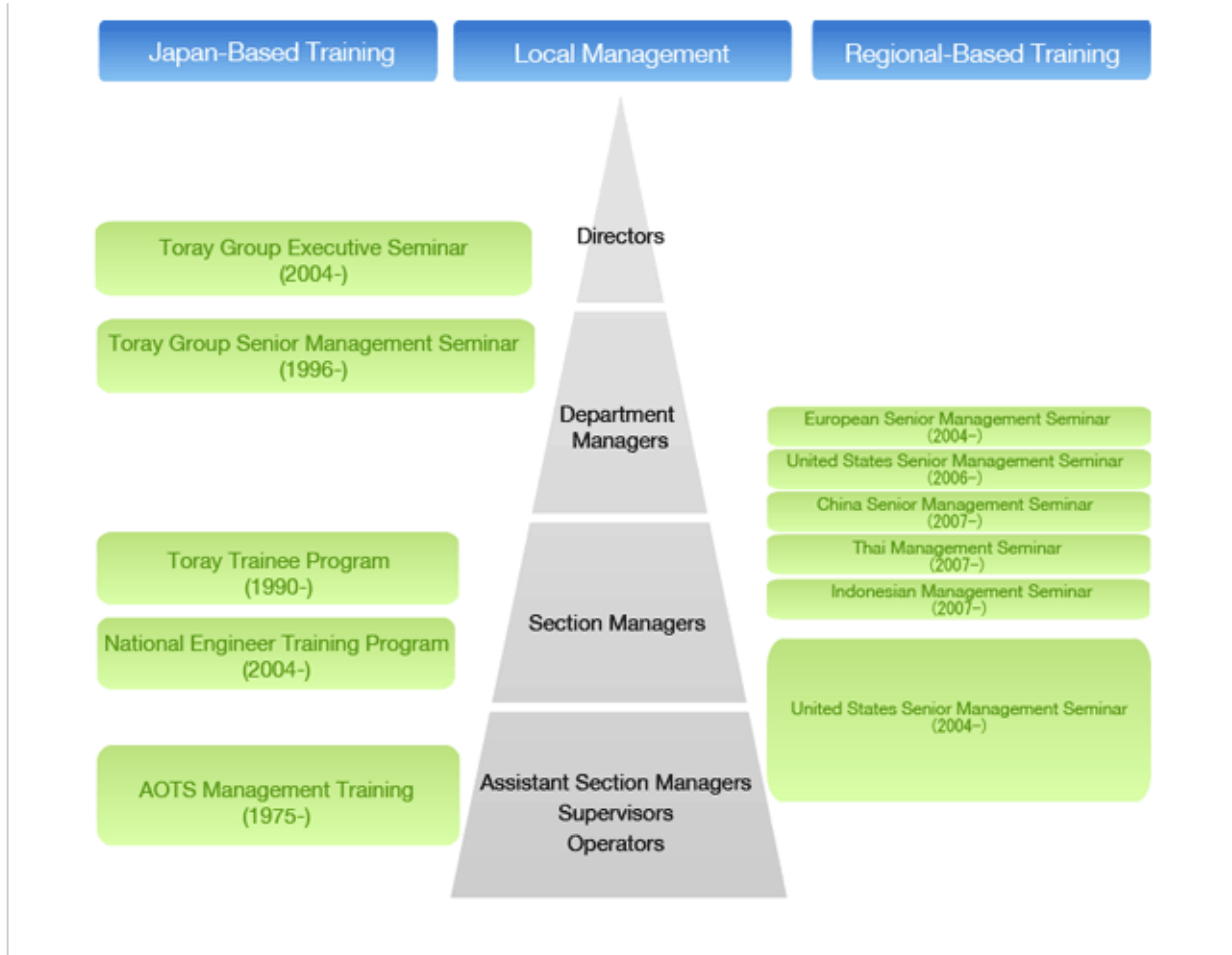 Japan-Based Training
Local Management
Regional-Based Training
Directors
Toray Group Executive Seminar
(2004-)
Toray Group Senior Management Seminar
(1996-)
Department
Managers
European Senior Management Seminar
(2004-)
United States Senior Management Seminar
(2006-)
China Senior Management Seminar
(2007-)
Thai Management Seminar
(2007-)
Indonesian Management Seminar
(2007-)
Toray Trainee Program
(1990-)
National Engineer Training Program
(2004-)
Section Managers
United States Senior Management Seminar
(2004-)
AOTS Management Training
(1975-)
Assistant Section Managers
Supervisors
Operators